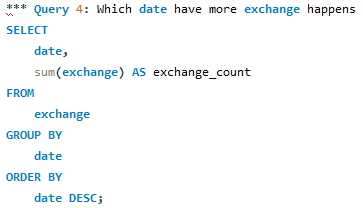 *** Query 4: Which date have more exchange happens
SELECT
date,
sum(exchange) AS exchange_count
FROM
exchange
GROUP BY
date
ORDER BY
date DESC;